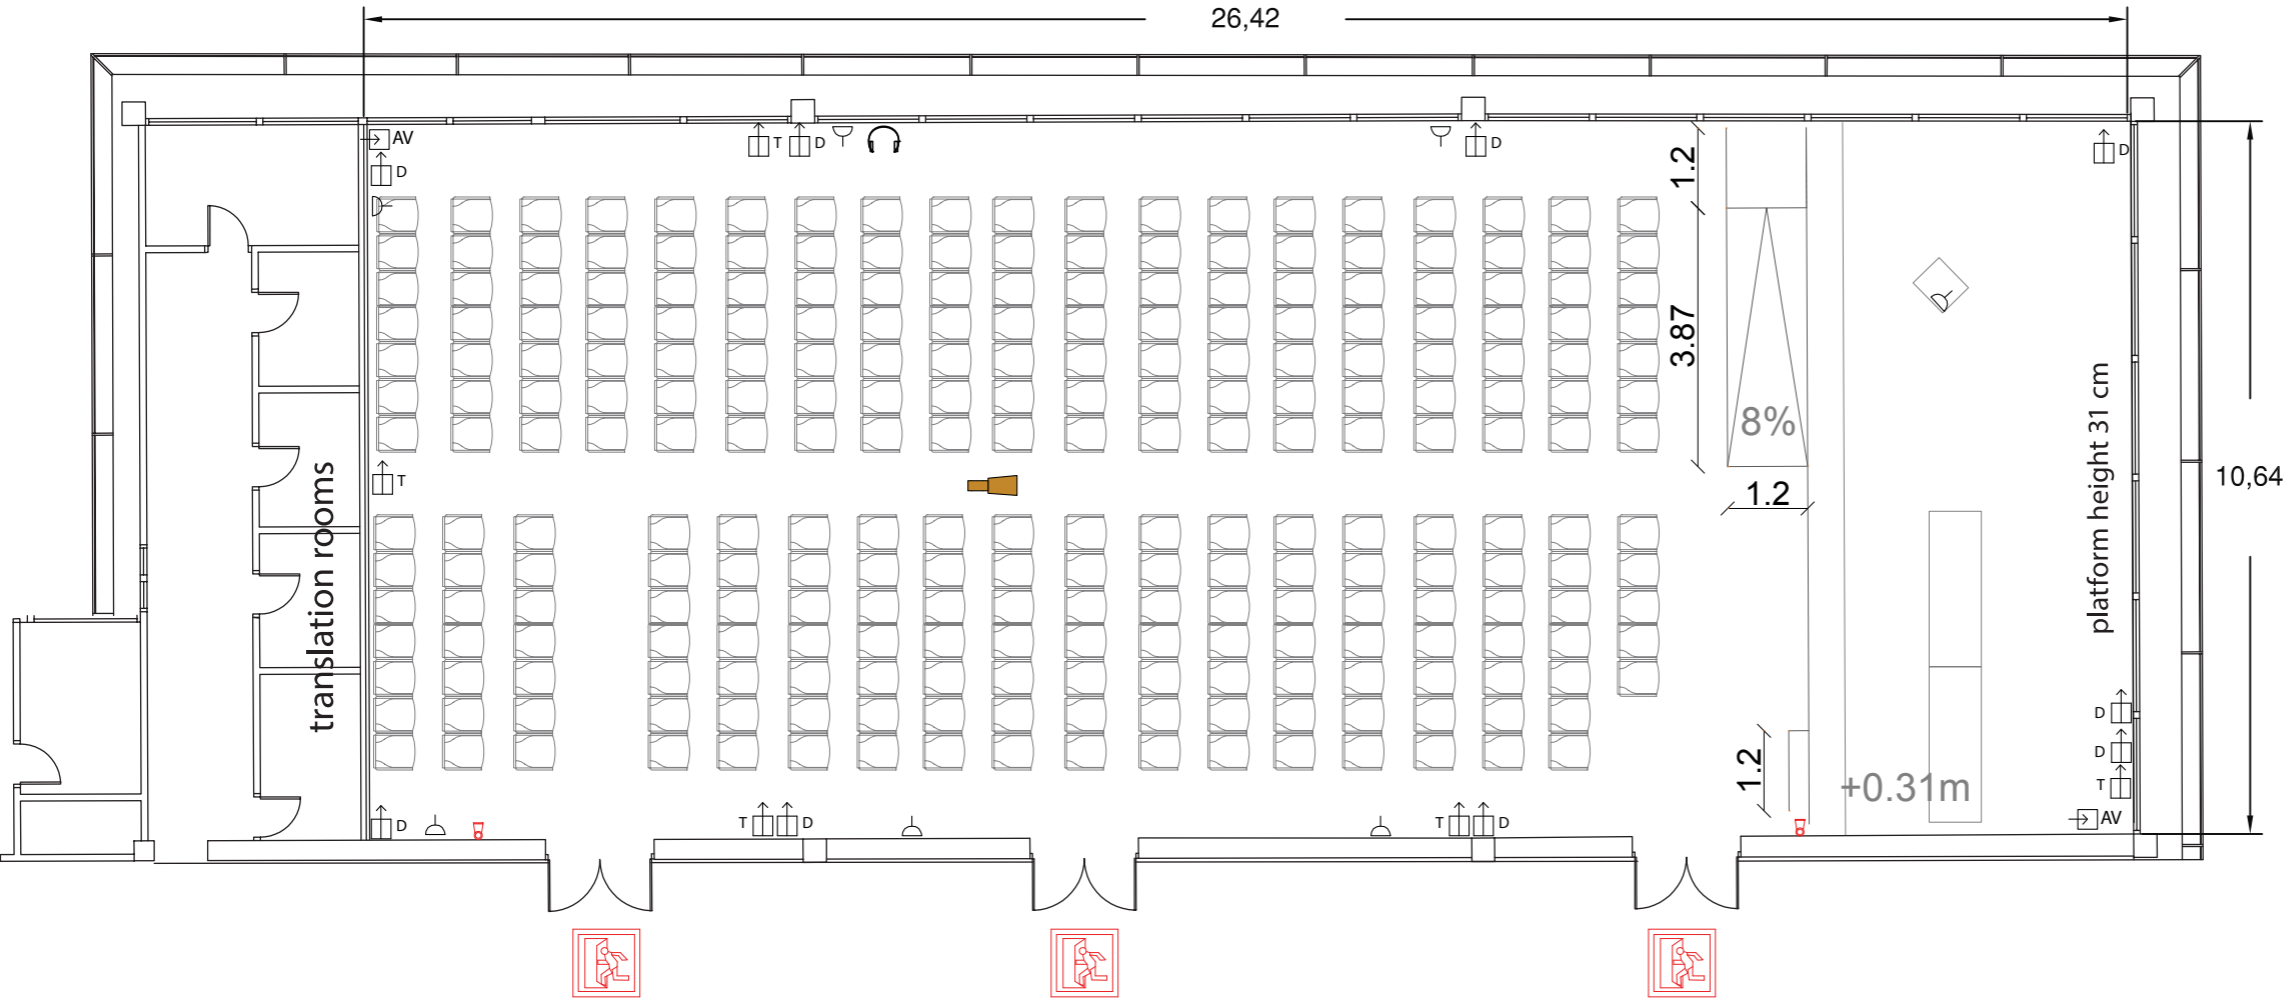 26,42
AV
T
D
D
D
D
1.2
T
3.87
8%
1.2
10,64
translation rooms
platform height 31 cm
D
D
T
1.2
+0.31m
D
T
D
T
D
AV